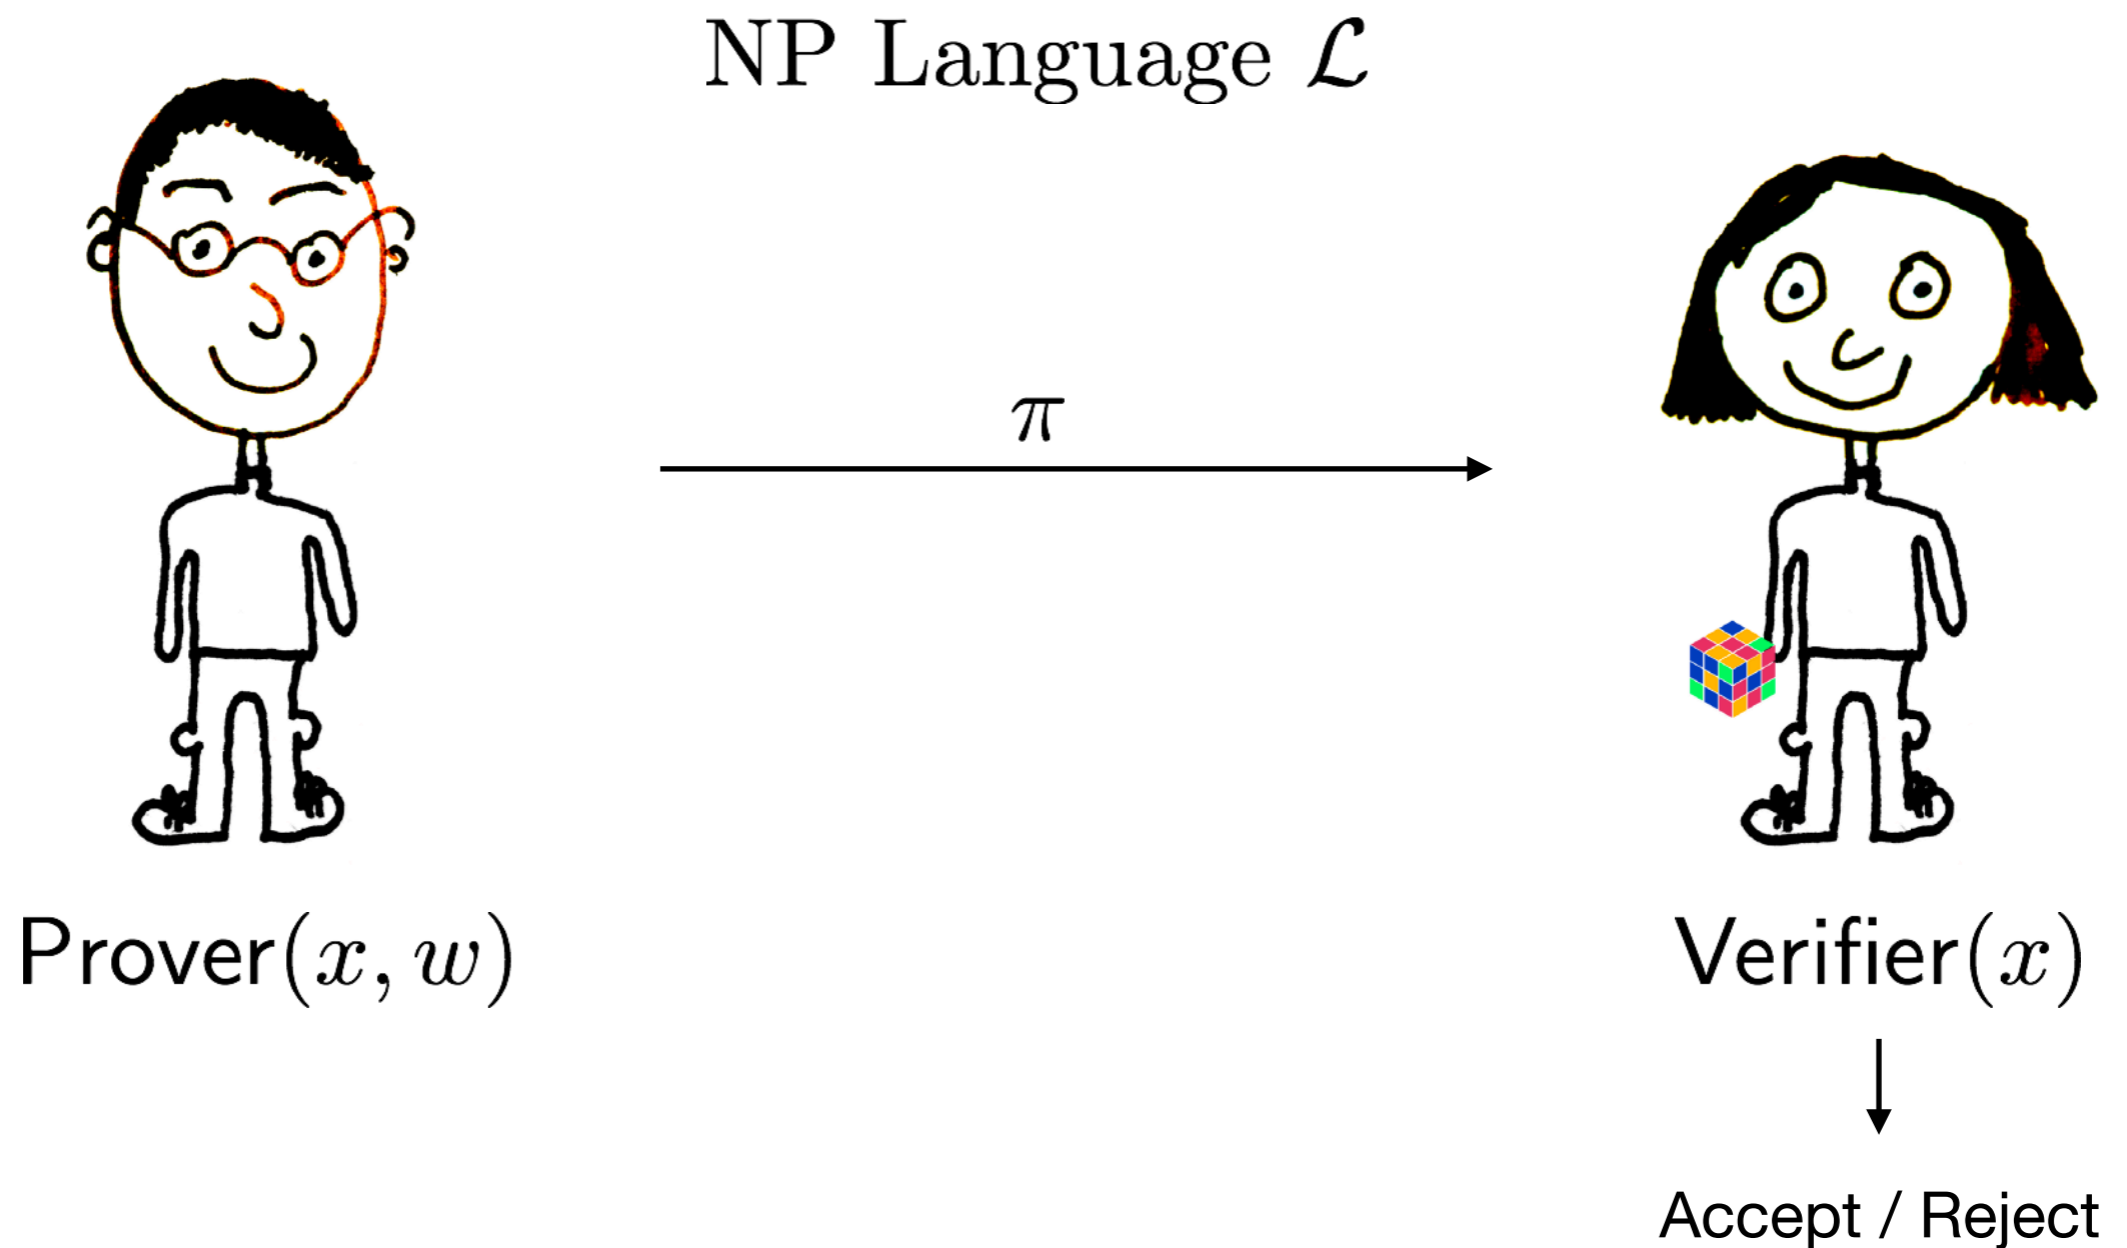 NP Language ℒ
π
Prover(x, w)
Verifier(x)
Accept / Reject